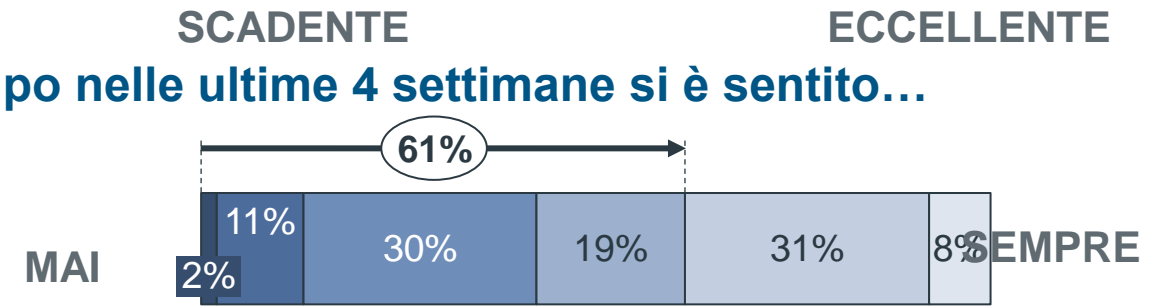 SCADENTE ECCELLENTE
po nelle ultime 4 settimane si è sentito…
61%
MAI 2% 11% 30% 19% 31% 8% SEMPRE